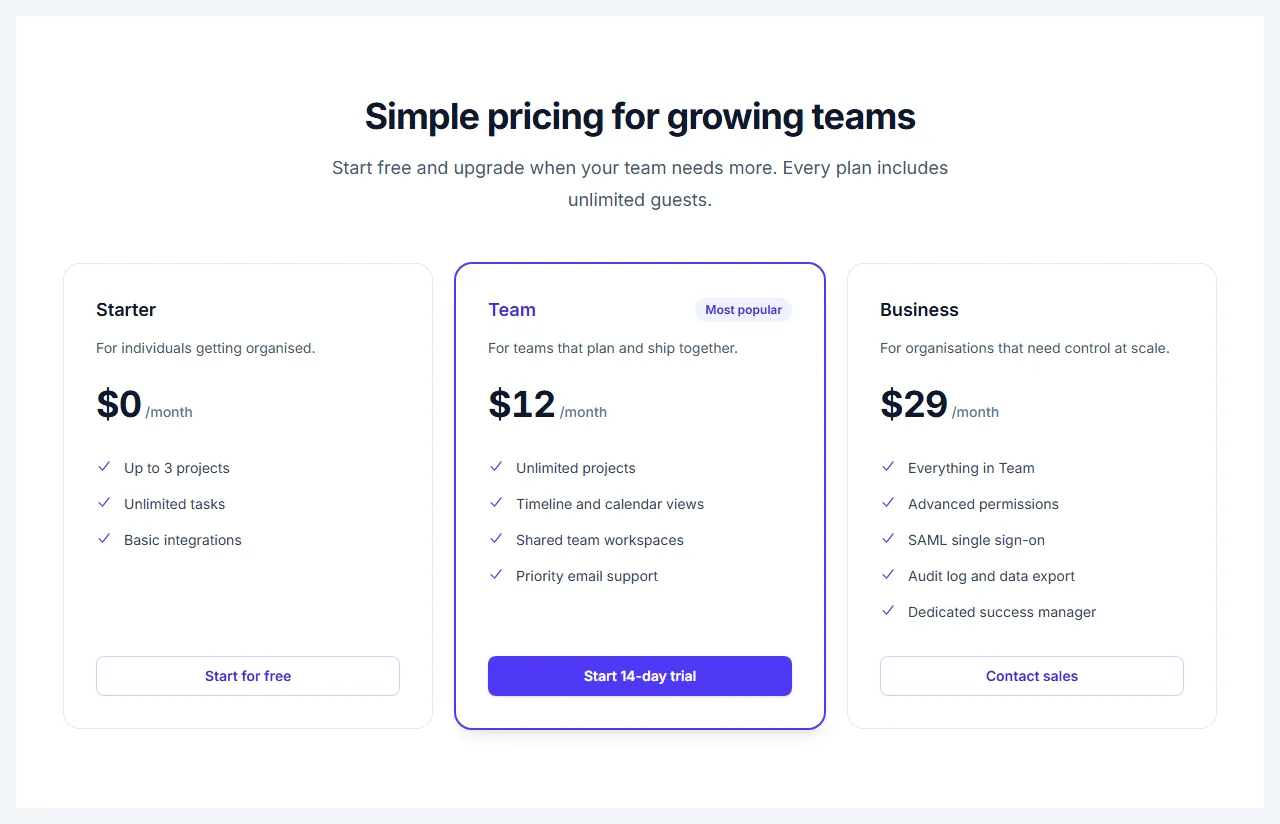 Simple pricing for growing teams
Start free and upgrade when your team needs more. Every plan includes
unlimited guests.
Starter
For individuals getting organised.
$0 /month
Up to 3 projects
Unlimited tasks
Basic integrations
Start for free
Team
Most popular
For teams that plan and ship together.
$12 /month
Unlimited projects
Timeline and calendar views
Shared team workspaces
Priority email support
Start 14-day trial
Business
For organisations that need control at scale.
$29 /month
Everything in Team
Advanced permissions
SAML single sign-on
Audit log and data export
Dedicated success manager
Contact sales